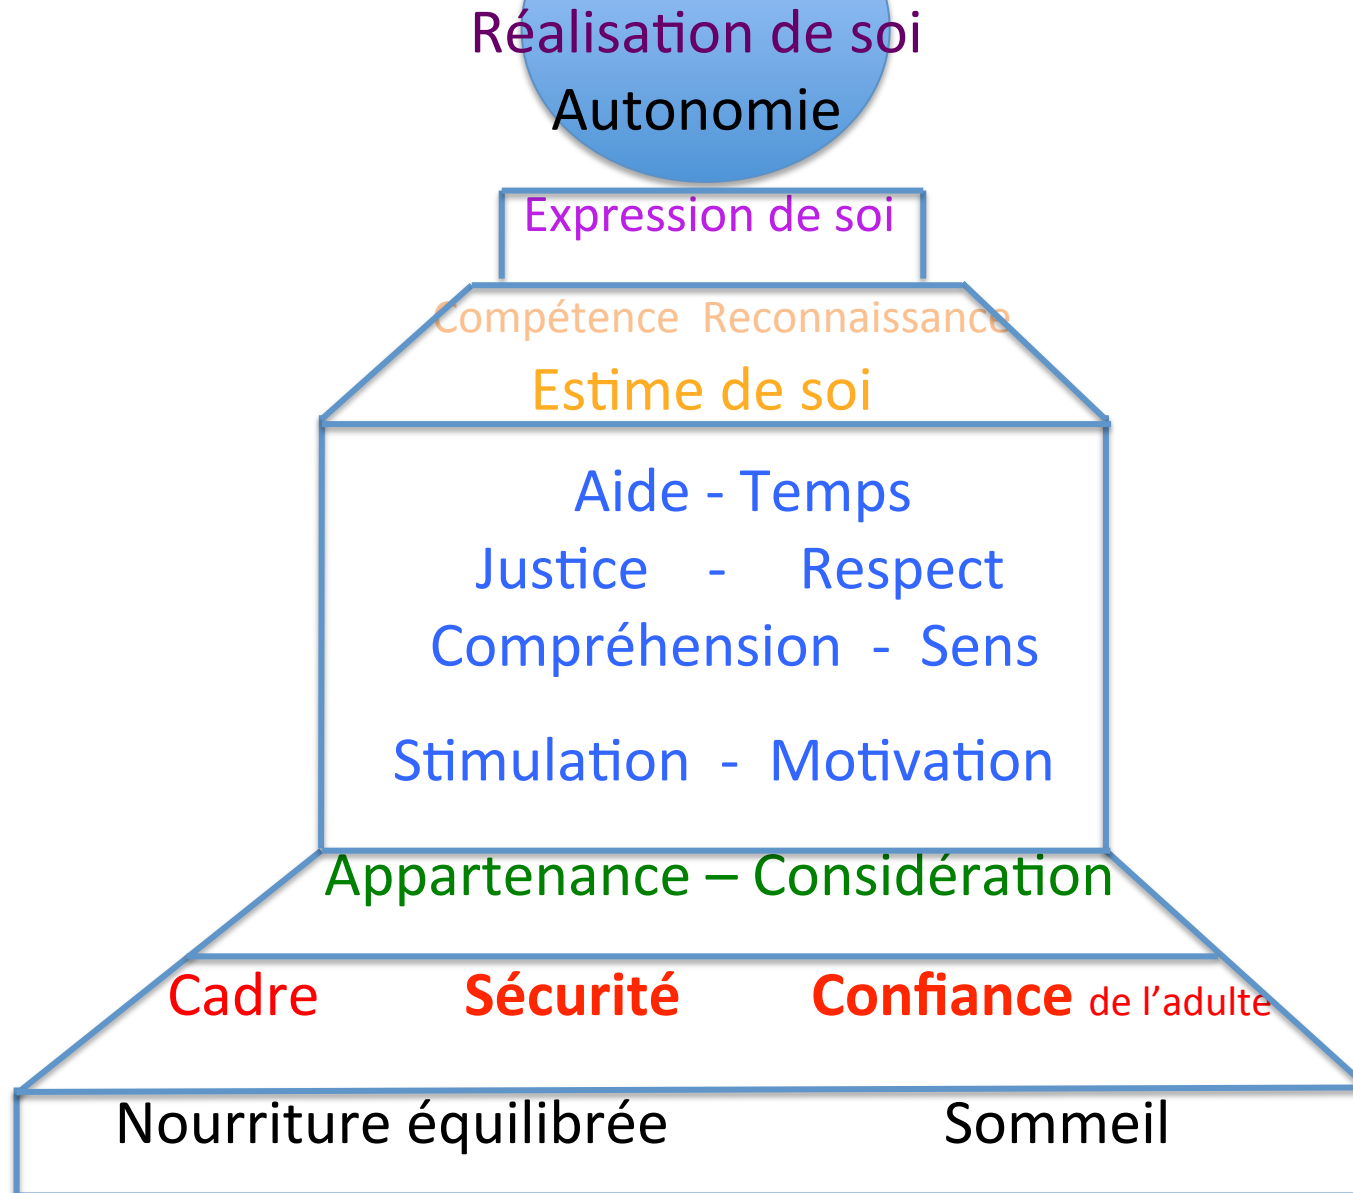 Réalisation de soi
Autonomie
Expression de soi
Compétence Reconnaissance
Estime de soi
Aide - Temps
Justice - Respect
Compréhension - Sens
Stimulation - Motivation
Appartenance – Considération
Cadre Sécurité Confiance de l’adulte
Nourriture équilibrée Sommeil